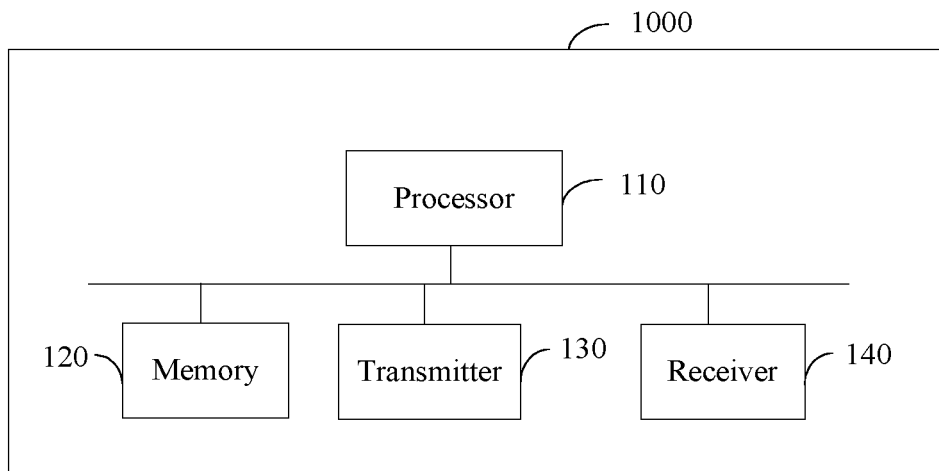 1000
Processor
110
120
Memory
Transmitter
130
Receiver
140